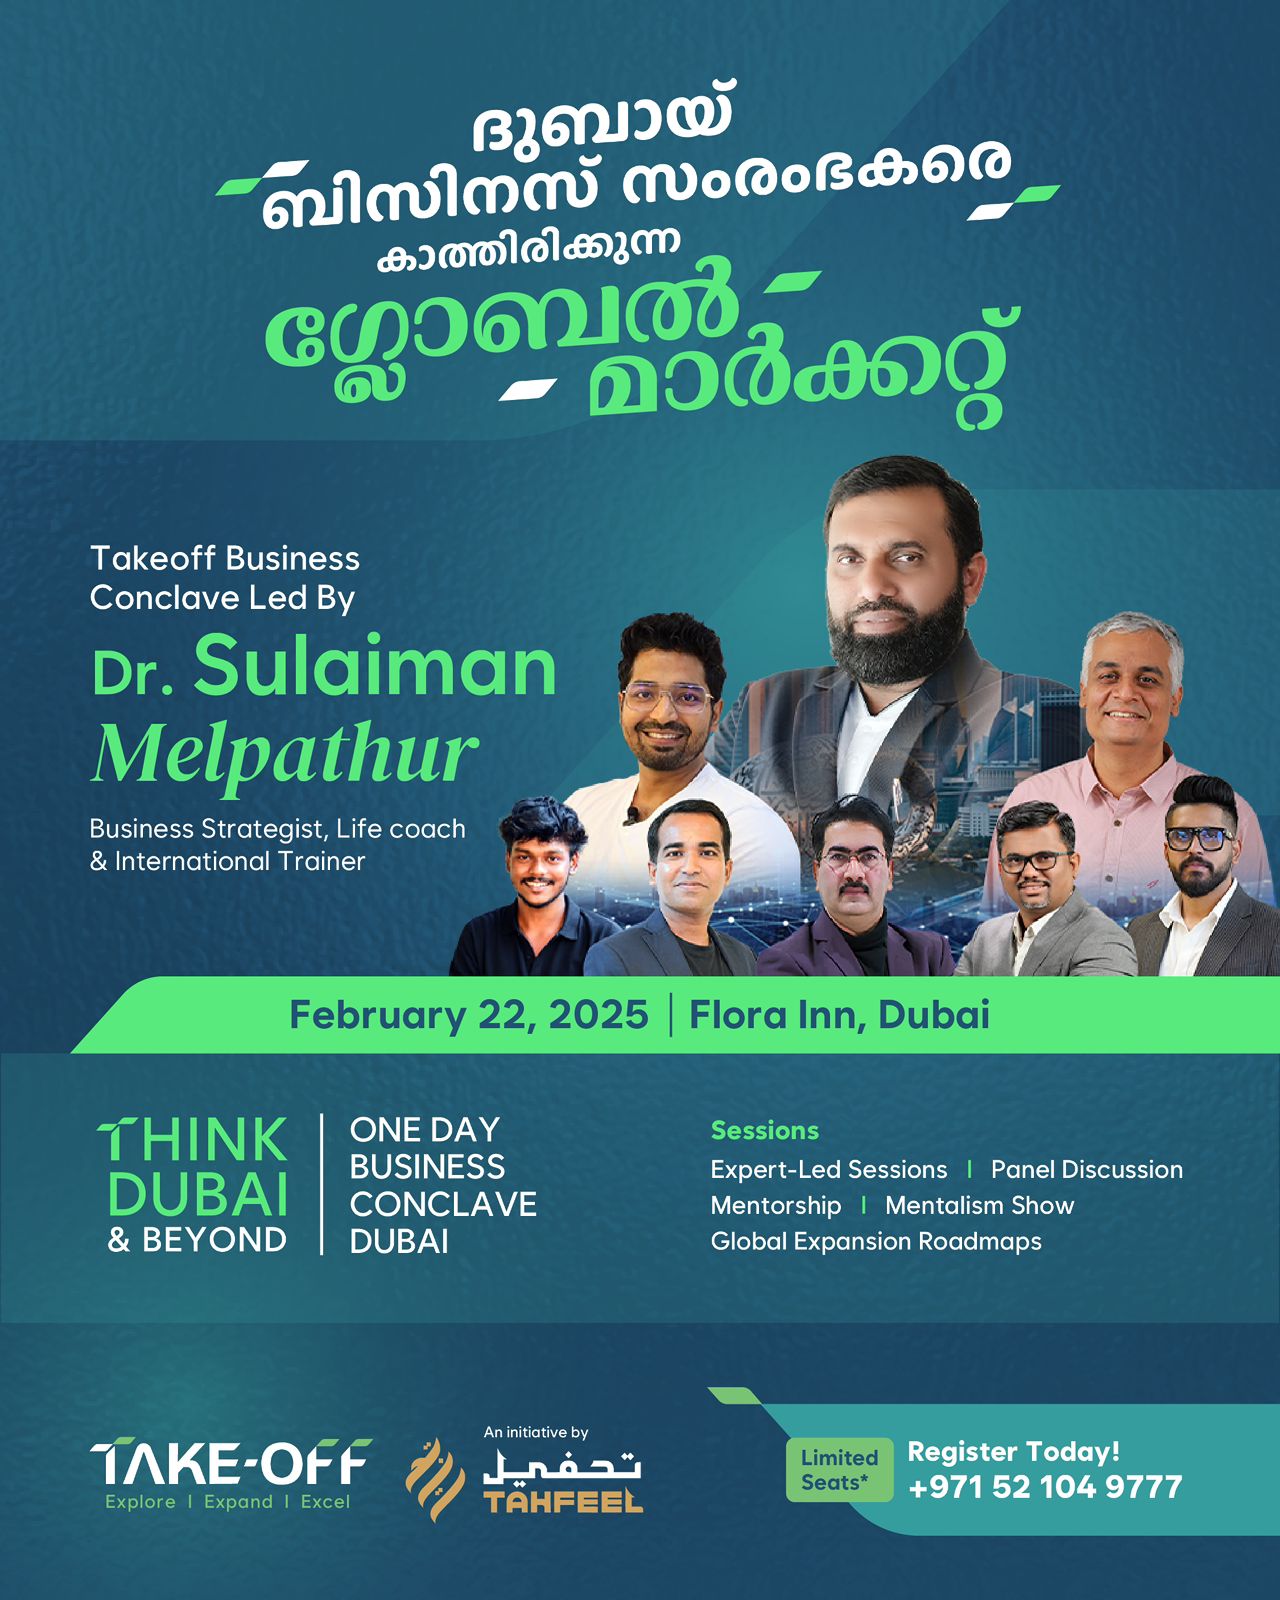 ദുബായ്
ബിസിനസ് സംരംഭകരെ
കാത്തിരിക്കുന്ന
ഗ്ലോബൽ
മാർക്കറ്റ്
Takeoff Business
Conclave Led By
Dr. Sulaiman
Melpathur
Business Strategist, Life coach
& International Trainer
February 22, 2025 | Flora Inn, Dubai
THINK
DUBAI
& BEYOND
ONE DAY
BUSINESS
CONCLAVE
DUBAI
Sessions
Expert-Led Sessions | Panel Discussion
Mentorship | Mentalism Show
Global Expansion Roadmaps
TAKE-OFF
Explore | Expand | Excel
An initiative by
تحفيل
TAHFEEL
Limited
Seats*
Register Today!
+971 52 104 9777